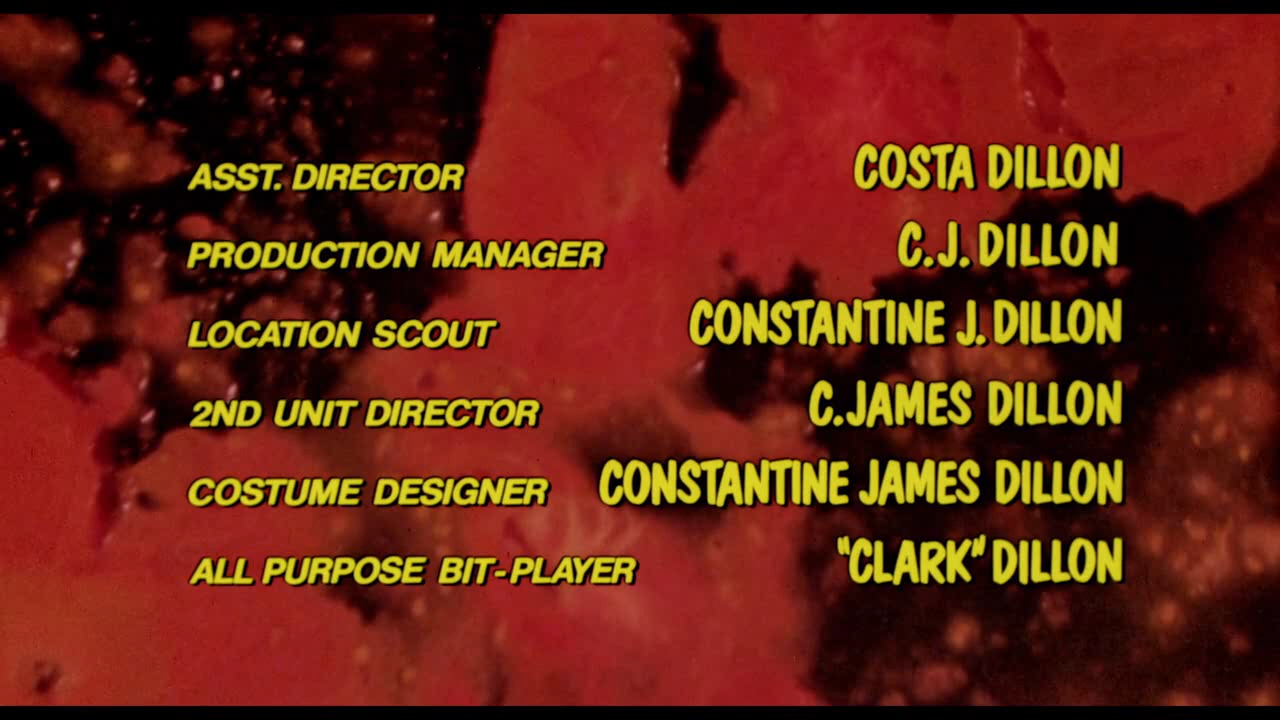 ASST. DIRECTOR COSTA DILLON
PRODUCTION MANAGER C.J. DILLON
LOCATION SCOUT CONSTANTINE J. DILLON
2ND UNIT DIRECTOR C. JAMES DILLON
COSTUME DESIGNER CONSTANTINE JAMES DILLON
ALL PURPOSE BIT-PLAYER "CLARK" DILLON